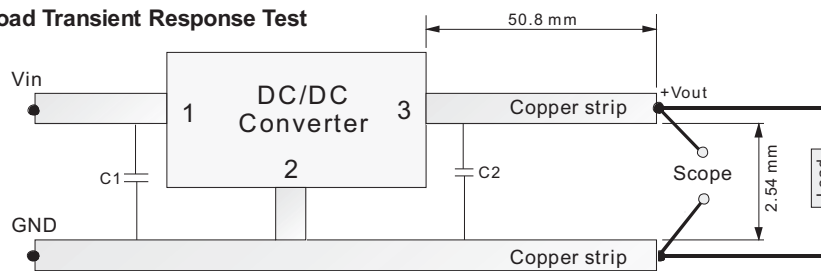 oad Transient Response Test
50.8 mm
Vin
+Vout
DC/DC
Converter
1
3
2
Copper strip
C1
C2
Scope
2.54 mm
GND
Copper strip